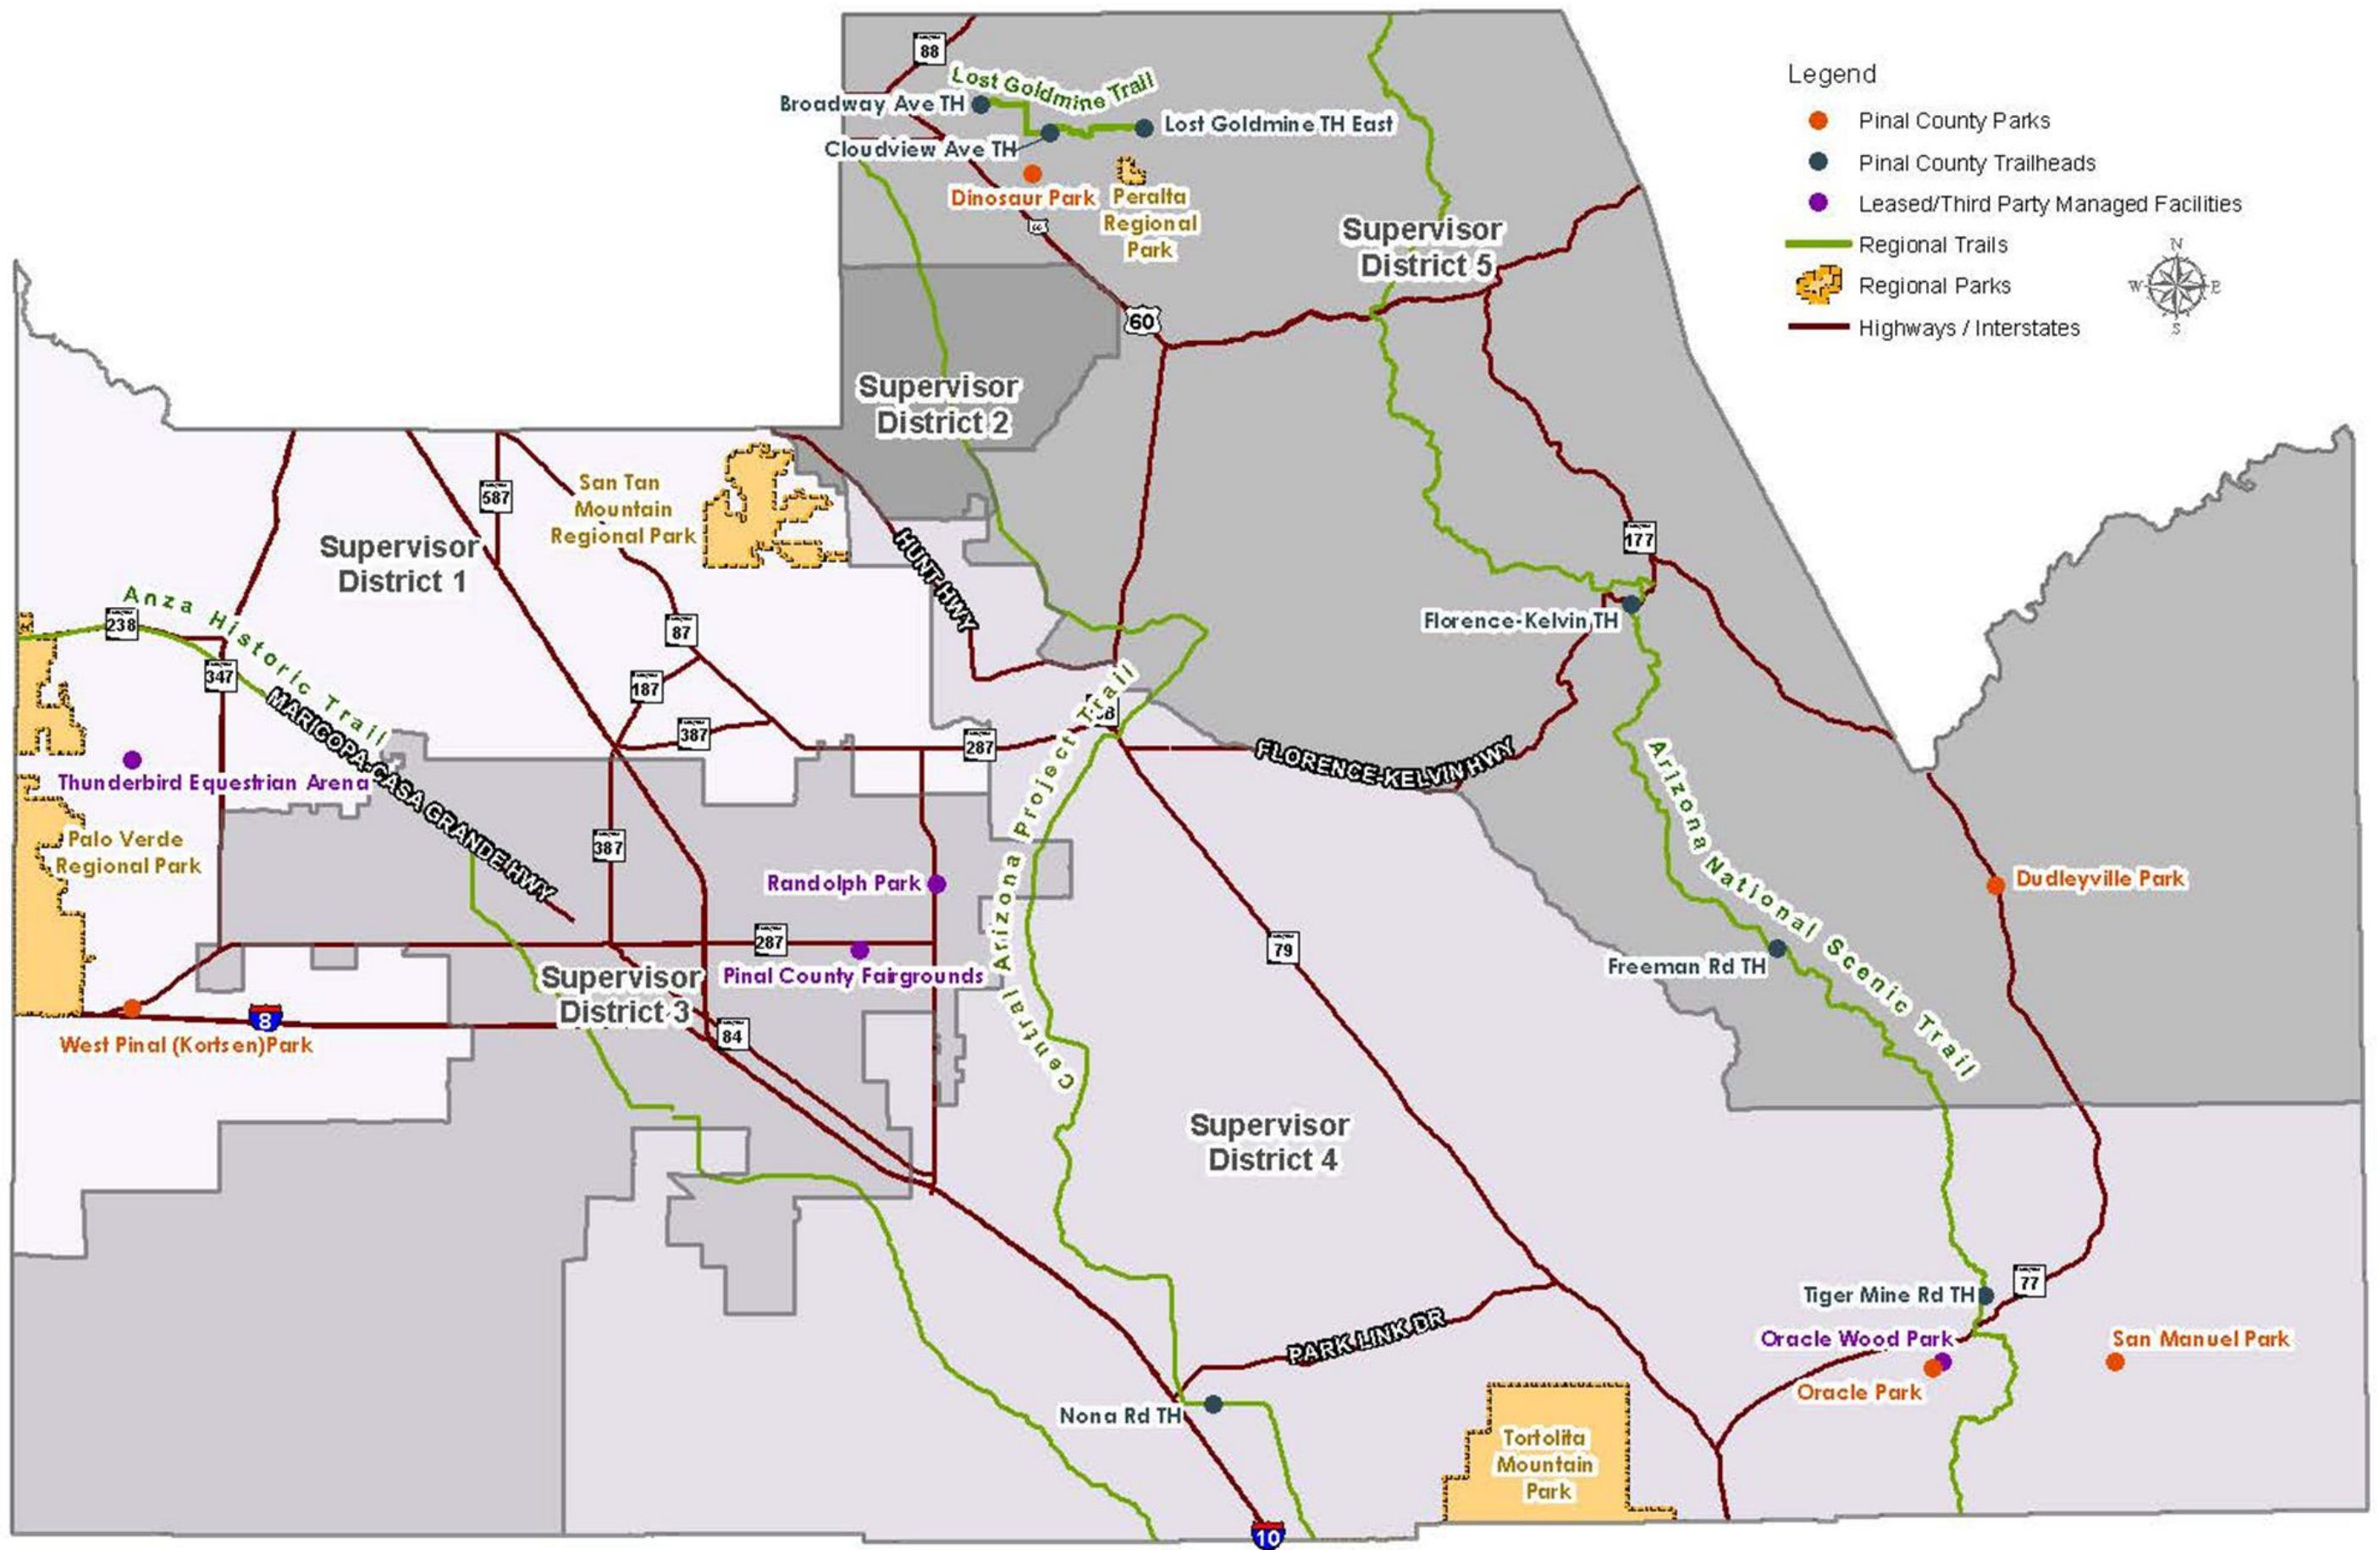 88
Lost Goldmine Trail
Broadway Ave TH
Lost Goldmine TH East
Cloudview Ave TH
Dinosaur Park
Peralta
Regional
Park
60
Supervisor
District 5
Supervisor
District 2
Legend
Pinal County Parks
Pinal County Trailheads
Leased/Third Party Managed Facilities
Regional Trails
Regional Parks
Highways / Interstates
N
W
E
S
587
San Tan
Mountain
Regional Park
Supervisor
District 1
HUNT HWY
177
Anza Historic Trail
238
347
87
187
387
287
Florence-Kelvin TH
MARICOPA-CASA GRANDE HWY
Thunderbird Equestrian Arena
Palo Verde
Regional Park
FLORENCE-KELVIN HWY
Central Arizona Project Trail
Arizona National Scenic Trail
387
Randolph Park
Dudleyville Park
287
79
Pinal County Fairgrounds
Freeman Rd TH
Supervisor
District 3
8
84
West Pinal (Kortsen)Park
Supervisor
District 4
77
Tiger Mine Rd TH
Oracle Wood Park
San Manuel Park
Oracle Park
PARK LINK DR
Nona Rd TH
Tortolita
Mountain
Park
10